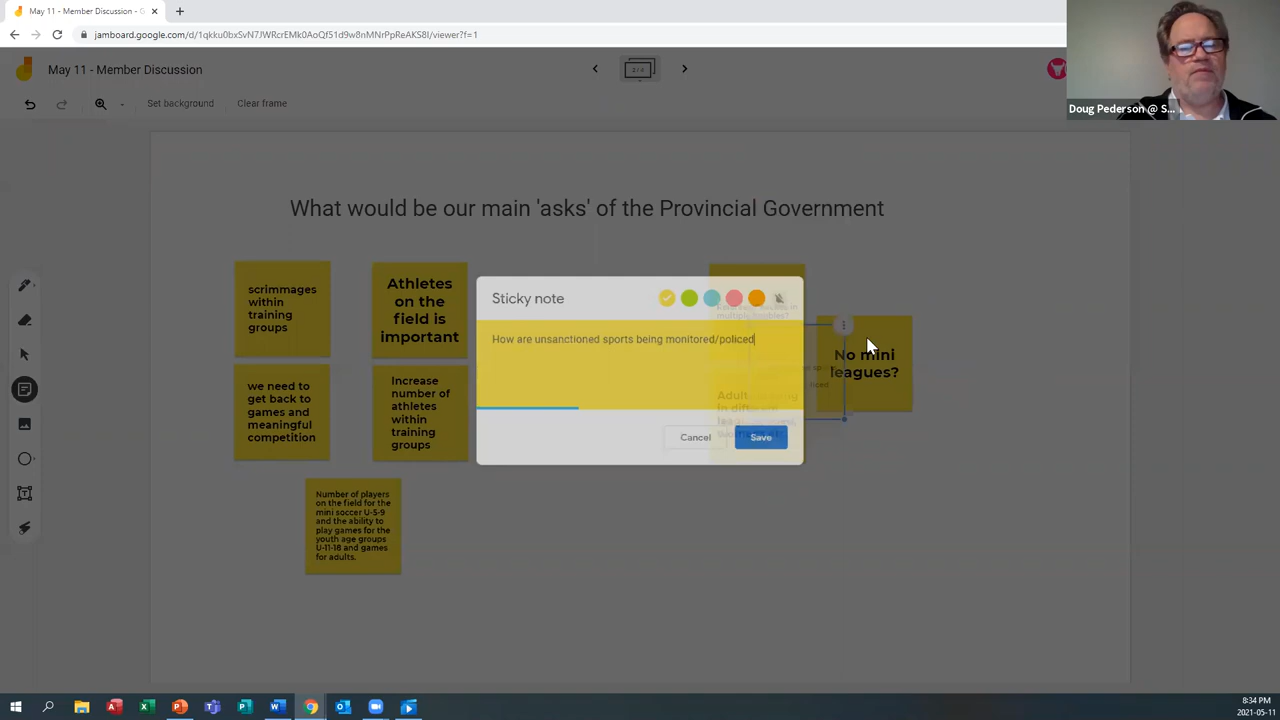 May 11 - Member Discussion - G
jamboard.google.com/d/1qkku0bxSvN7JWRcrEMk0AoQf51d9w8nMNrPpReAKS8I/viewer?f=1
May 11 - Member Discussion
2/4
Set background
Clear frame
Doug Pederson @ S...
What would be our main 'asks' of the Provincial Government
scrimmages
within
training
groups
Athletes
on the
field is
important
we need to
get back to
games and
meaningful
competition
Increase
number of
athletes
within
training
groups
Number of players
on the field for the
mini soccer U-5-9
and the ability to
play games for the
youth age groups
U-11-18 and games
for adults.
Sticky note
How are unsanctioned sports being monitored/policed
Cancel
Save
multiple
Adult
in
No mini
leagues?
8:34 PM
2021-05-11